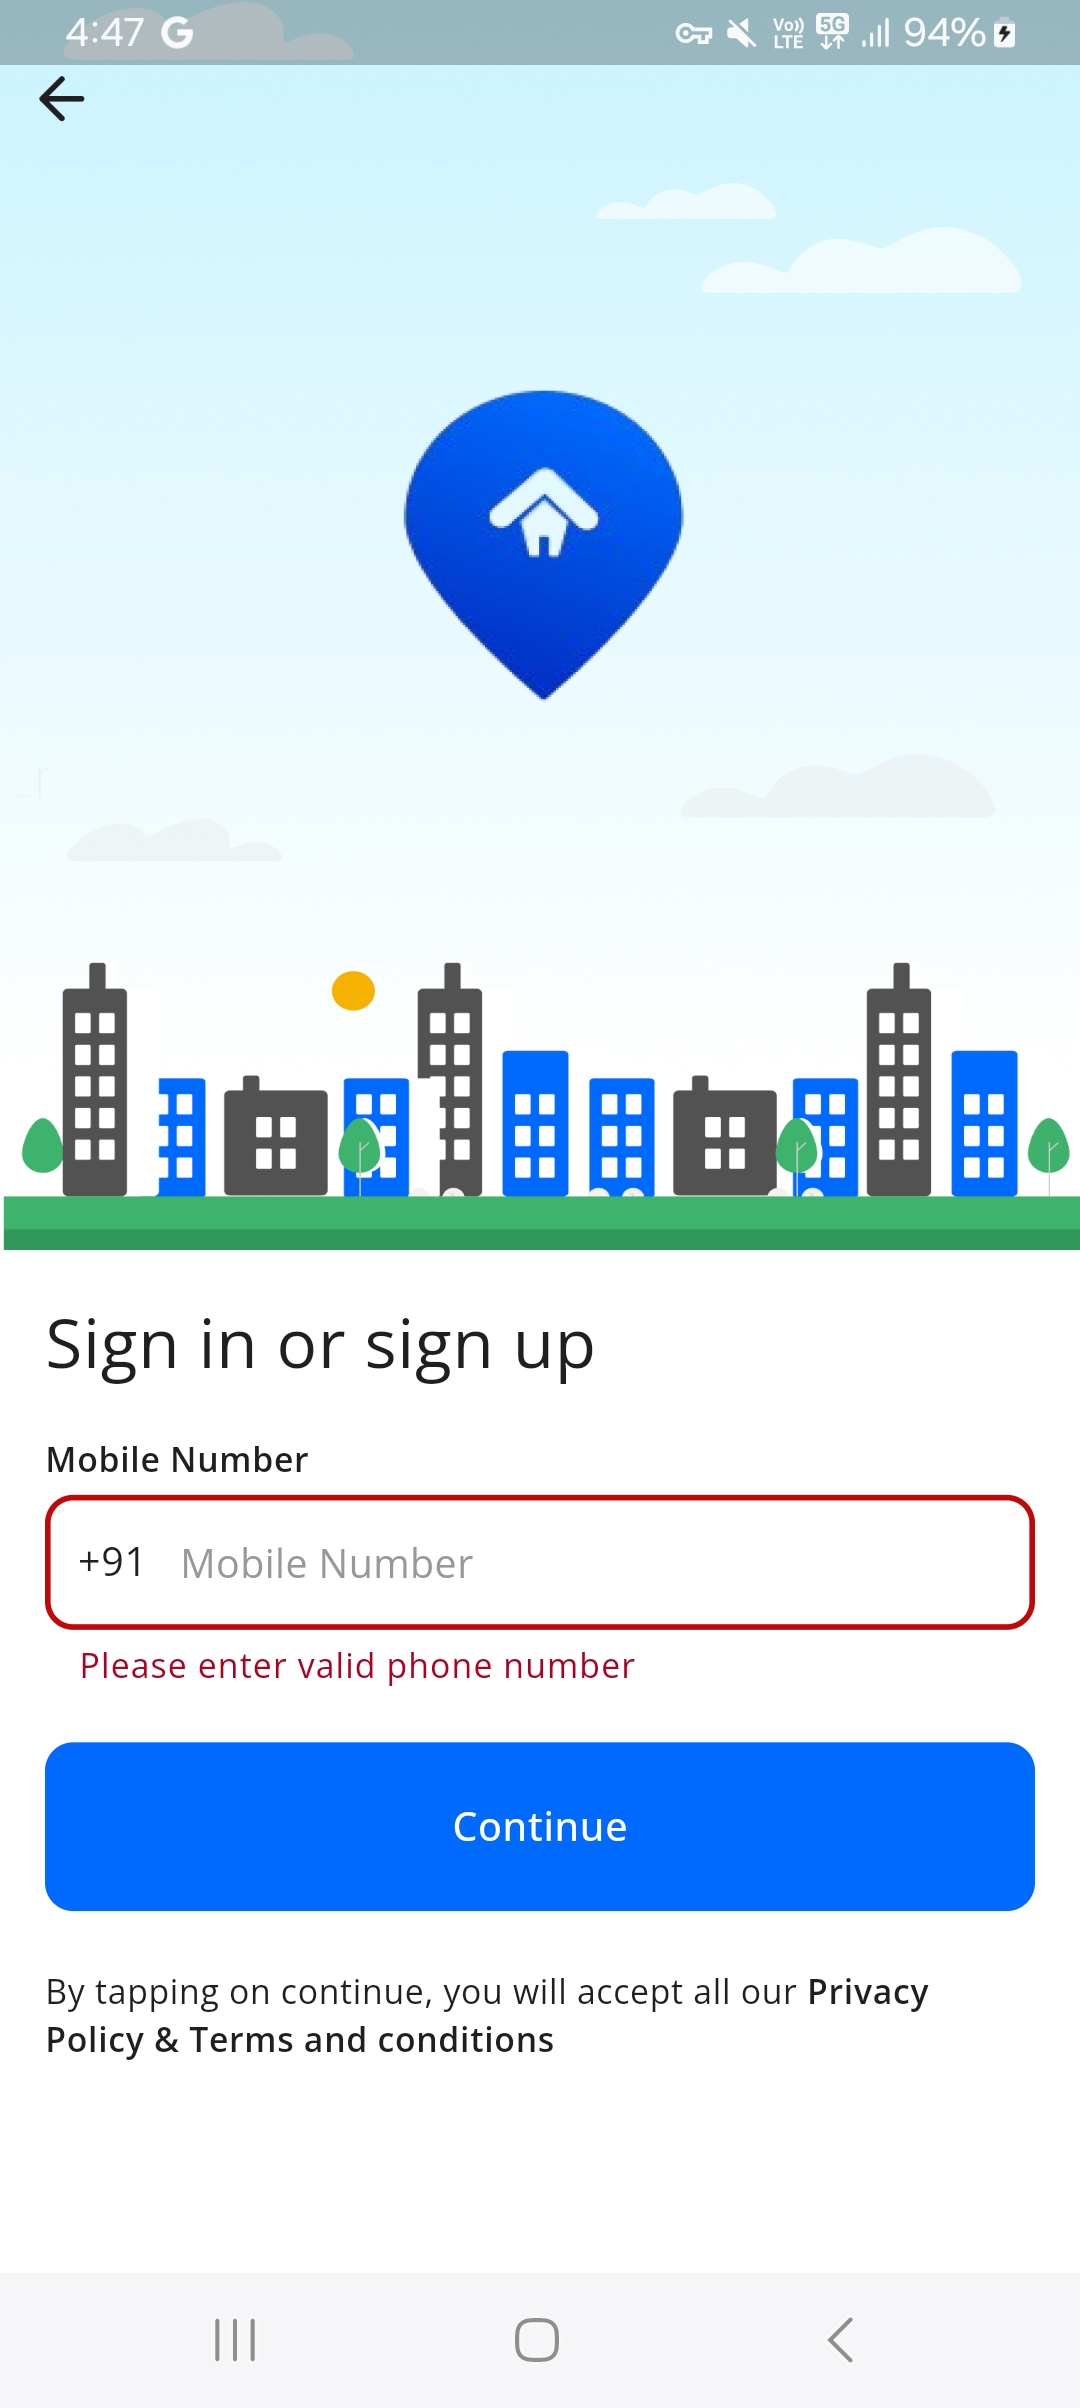 4:47 G Vo)) LTE 5G 94%
Sign in or sign up
Mobile Number
+91 Mobile Number
Please enter valid phone number
Continue
By tapping on continue, you will accept all our Privacy
Policy & Terms and conditions